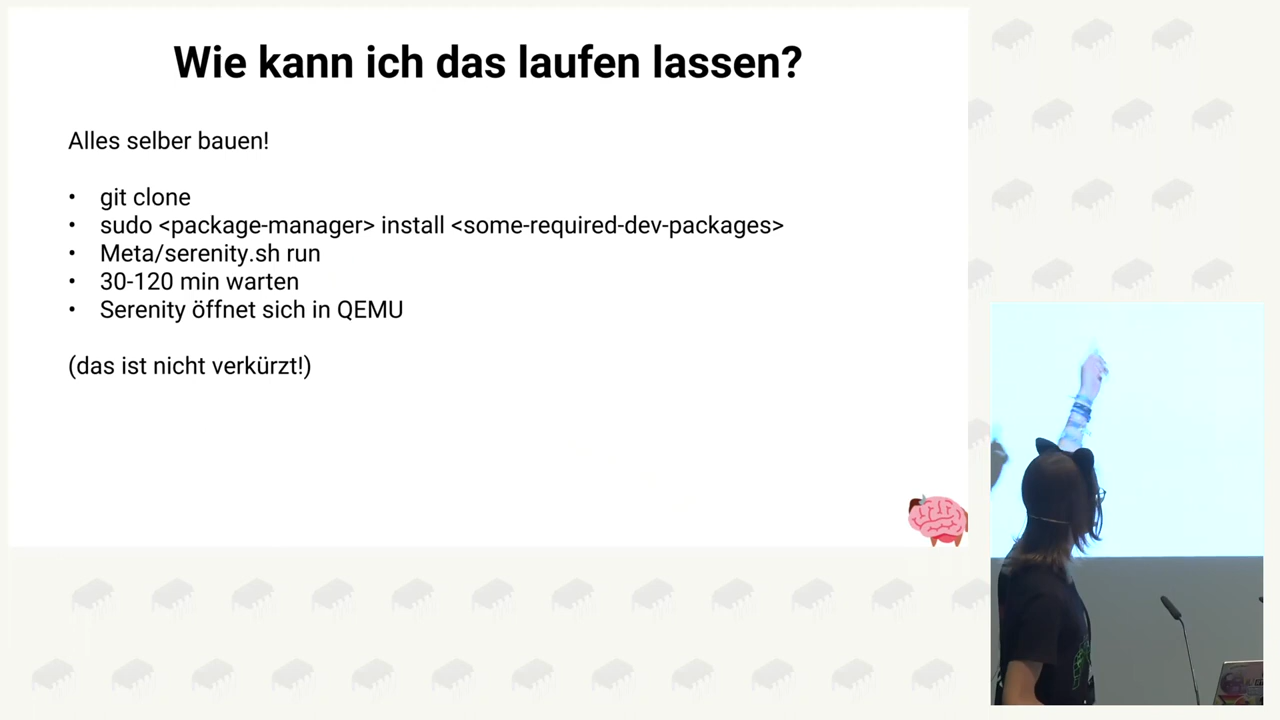 Wie kann ich das laufen lassen?
Alles selber bauen!
• git clone
• sudo <package-manager> install <some-required-dev-packages>
• Meta/serenity.sh run
• 30-120 min warten
• Serenity öffnet sich in QEMU
(das ist nicht verkürzt!)